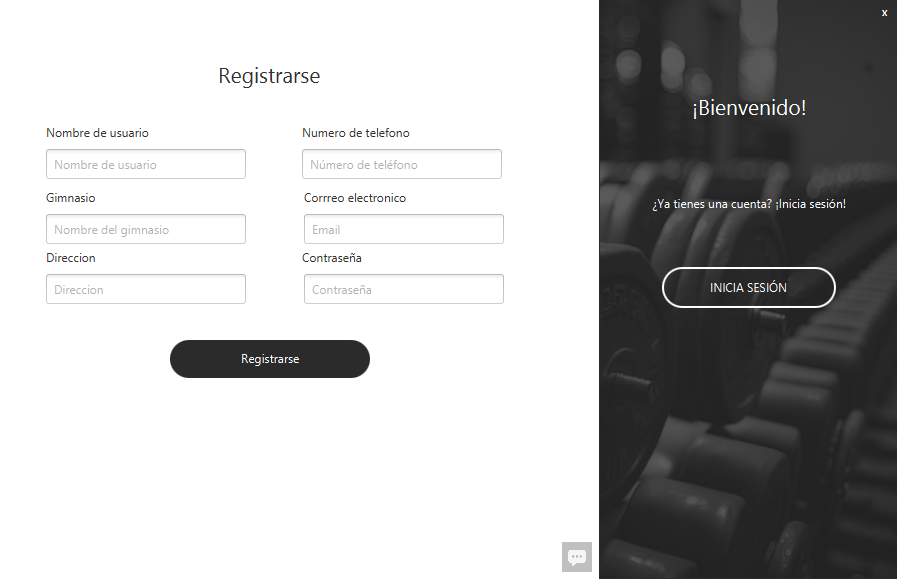 x
Registrarse
¡Bienvenido!
Nombre de usuario
Numero de telefono
Nombre de usuario
Número de teléfono
Gimnasio
Corrreo electronico
¿Ya tienes una cuenta? ¡Inicia sesión!
Nombre del gimnasio
Email
Direccion
Contraseña
Direccion
Contraseña
INICIA SESIÓN
Registrarse